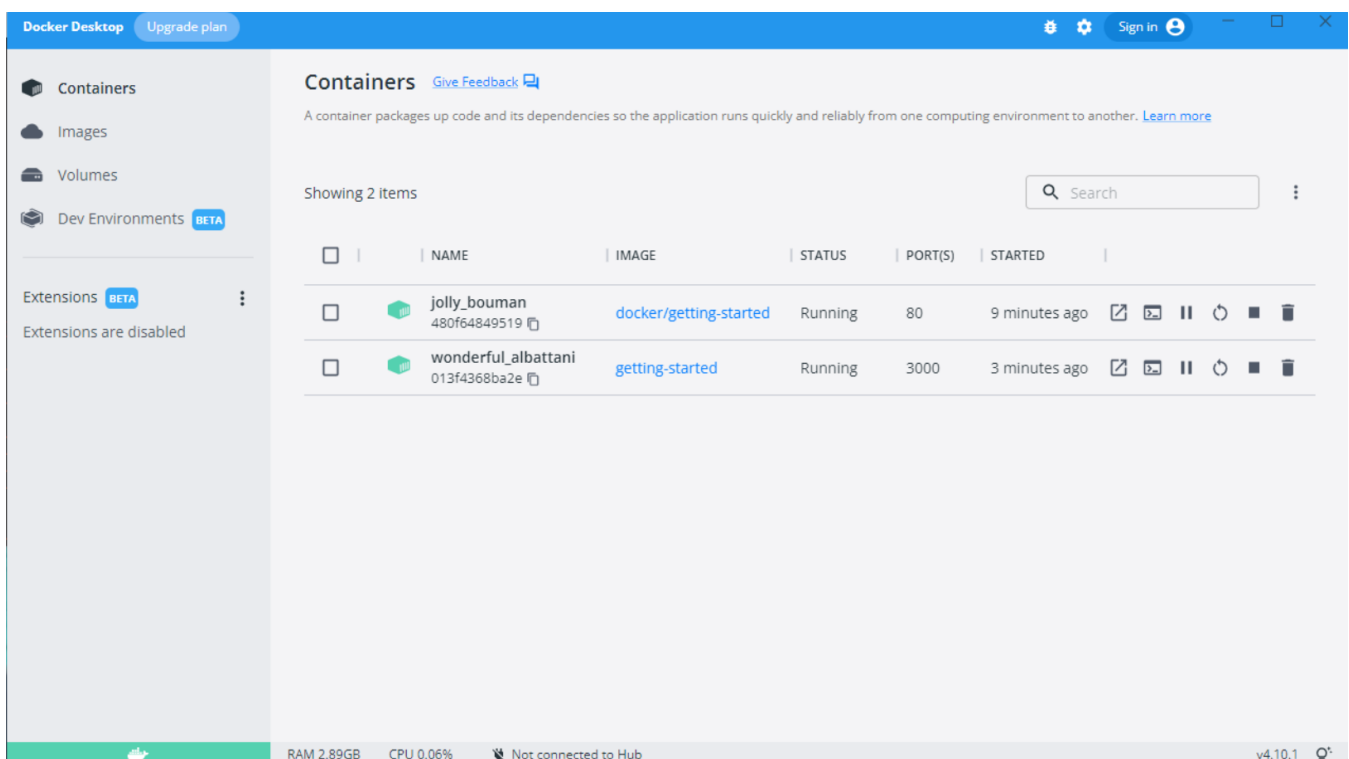 Docker Desktop Upgrade plan Sign in
Containers
Images
Volumes
Dev Environments BETA
Extensions BETA
Extensions are disabled
Containers Give Feedback
A container packages up code and its dependencies so the application runs quickly and reliably from one computing environment to another. Learn more
Showing 2 items Search
NAME IMAGE STATUS PORT(S) STARTED
jolly_bouman docker/getting-started Running 80 9 minutes ago
480f64849519
wonderful_albattani getting-started Running 3000 3 minutes ago
013f4368ba2e
RAM 2.89GB CPU 0.06% Not connected to Hub v4.10.1